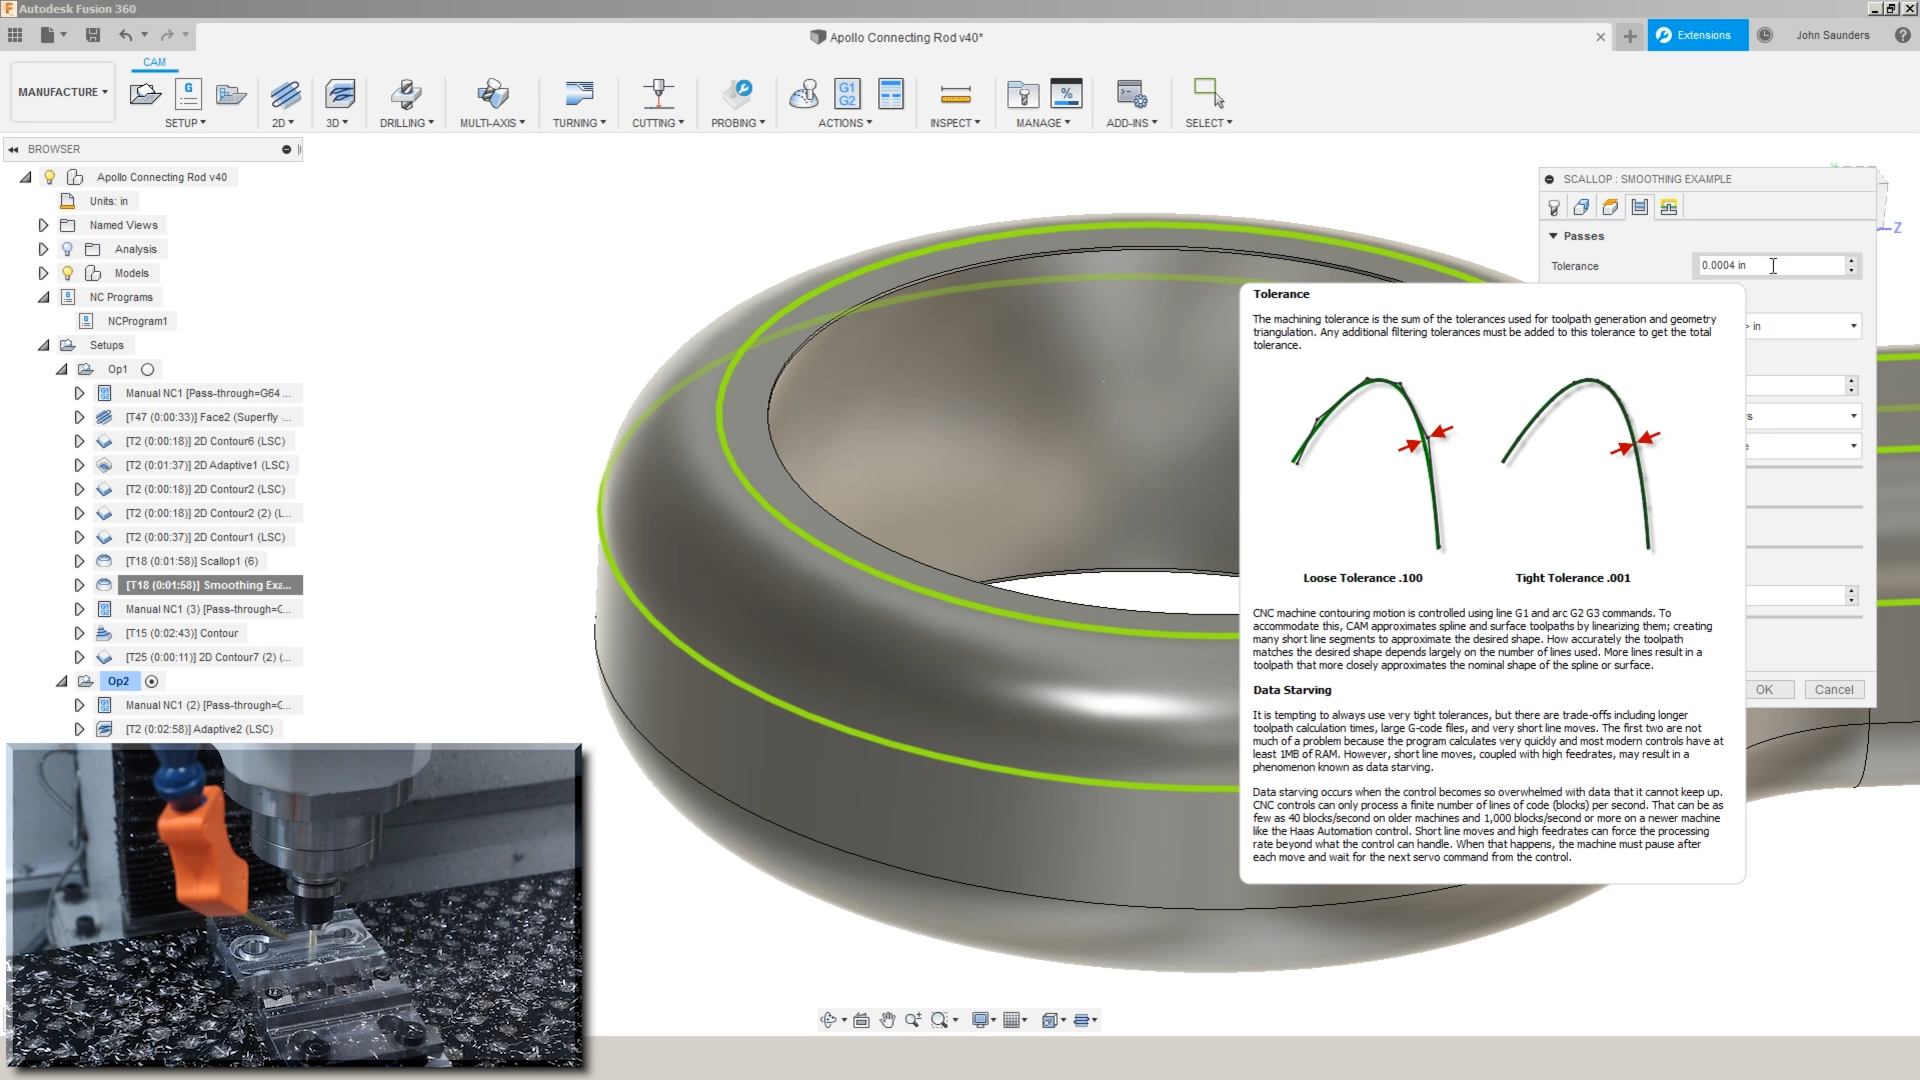 Autodesk Fusion 360
Apollo Connecting Rod v40*
Extensions
John Saunders
CAM
MANUFACTURE
SETUP
2D
3D
DRILLING
MULTI-AXIS
TURNING
CUTTING
PROBING
ACTIONS
INSPECT
MANAGE
ADD-INS
SELECT
G
G1
G2
%
BROWSER
Apollo Connecting Rod v40
Units: in
Named Views
Analysis
Models
NC Programs
NCProgram1
Setups
Op1
Manual NC1 [Pass-through=G64 ...
[T47 (0:00:33)] Face2 (Superfly ...
[T2 (0:00:18)] 2D Contour6 (LSC)
[T2 (0:01:37)] 2D Adaptive1 (LSC)
[T2 (0:00:18)] 2D Contour2 (LSC)
[T2 (0:00:18)] 2D Contour2 (2) (L...
[T2 (0:00:37)] 2D Contour1 (LSC)
[T18 (0:01:58)] Scallop1 (6)
[T18 (0:01:58)] Smoothing Exa...
Manual NC1 (3) [Pass-through=G...
[T15 (0:02:43)] Contour
[T25 (0:00:11)] 2D Contour7 (2) (...
Op2
Manual NC1 (2) [Pass-through=G...
[T2 (0:02:58)] Adaptive2 (LSC)
SCALLOP : SMOOTHING EXAMPLE
Z
Passes
Tolerance
0.0004 in
in
s
e
OK
Cancel
Tolerance
The machining tolerance is the sum of the tolerances used for toolpath generation and geometry
triangulation. Any additional filtering tolerances must be added to this tolerance to get the total
tolerance.
Loose Tolerance .100
Tight Tolerance .001
CNC machine contouring motion is controlled using line G1 and arc G2 G3 commands. To
accommodate this, CAM approximates spline and surface toolpaths by linearizing them; creating
many short line segments to approximate the desired shape. How accurately the toolpath
matches the desired shape depends largely on the number of lines used. More lines result in a
toolpath that more closely approximates the nominal shape of the spline or surface.
Data Starving
It is tempting to always use very tight tolerances, but there are trade-offs including longer
toolpath calculation times, large G-code files, and very short line moves. The first two are not
much of a problem because the program calculates very quickly and most modern controls have at
least 1MB of RAM. However, short line moves, coupled with high feedrates, may result in a
phenomenon known as data starving.
Data starving occurs when the control becomes so overwhelmed with data that it cannot keep up.
CNC controls can only process a finite number of lines of code (blocks) per second. That can be as
few as 40 blocks/second on older machines and 1,000 blocks/second or more on a newer machine
like the Haas Automation control. Short line moves and high feedrates can force the processing
rate beyond what the control can handle. When that happens, the machine must pause after
each move and wait for the next servo command from the control.